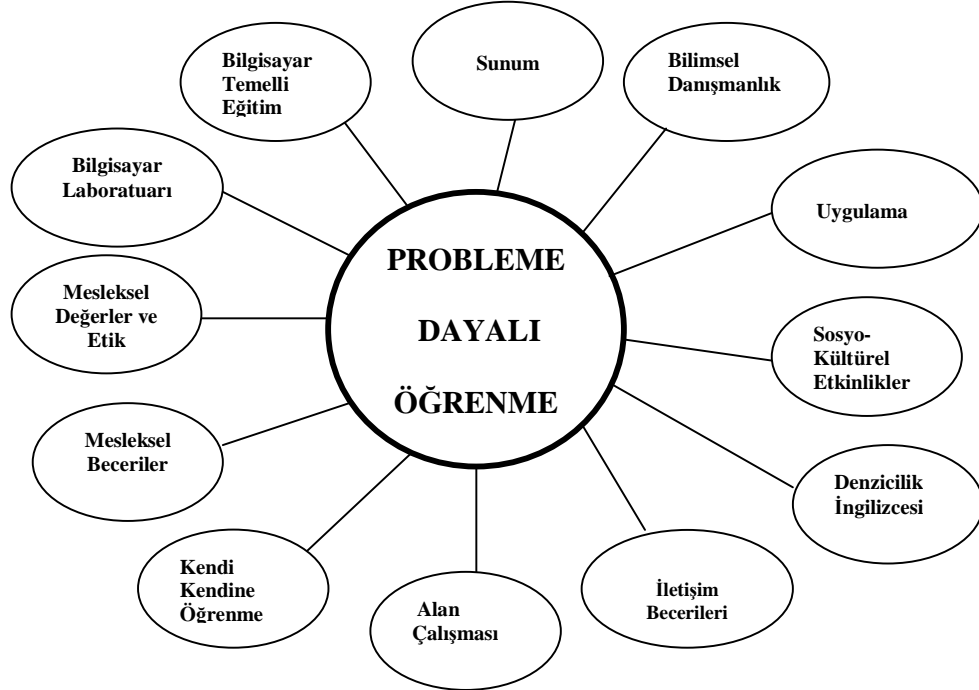 Bilgisayar
Temelli
Eğitim
Sunum
Bilimsel
Danışmanlık
Bilgisayar
Laboratuarı
Uygulama
PROBLEME
DAYALI
ÖĞRENME
Mesleksel
Değerler ve
Etik
Sosyo-
Kültürel
Etkinlikler
Mesleksel
Beceriler
Denzicilik
İngilizcesi
Kendi
Kendine
Öğrenme
Alan
Çalışması
İletişim
Becerileri